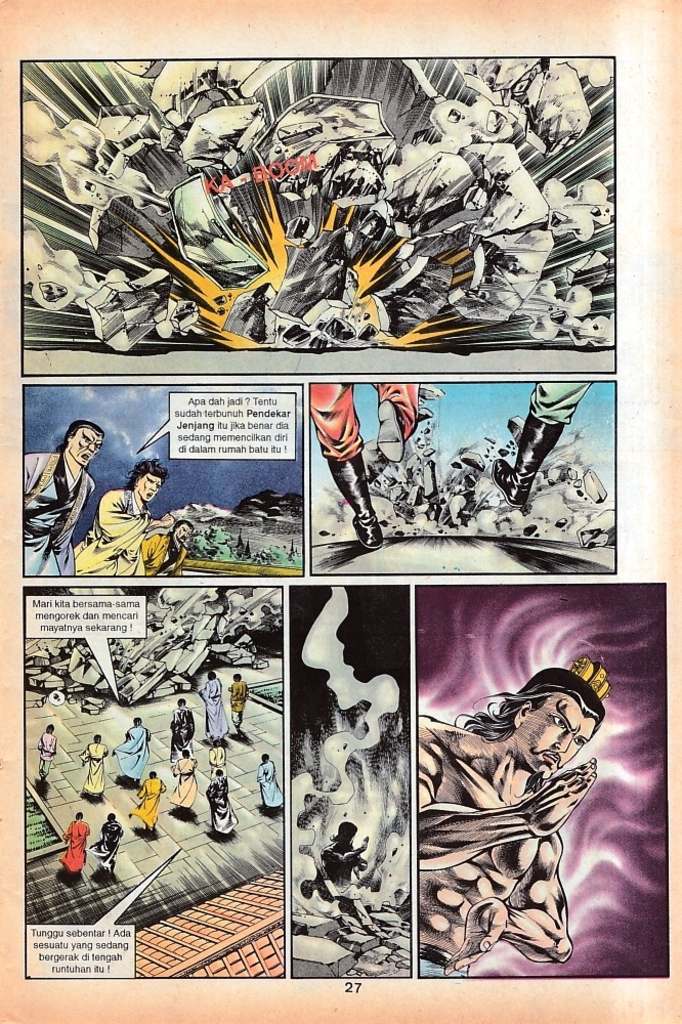 KA - BOOM
Apa dah jadi ? Tentu
sudah terbunuh Pendekar
Jenjang itu jika benar dia
sedang memencilkan diri
di dalam rumah batu itu !
Mari kita bersama-sama
mengorek dan mencari
mayatnya sekarang !
Tunggu sebentar ! Ada
sesuatu yang sedang
bergerak di tengah
runtuhan itu !
27